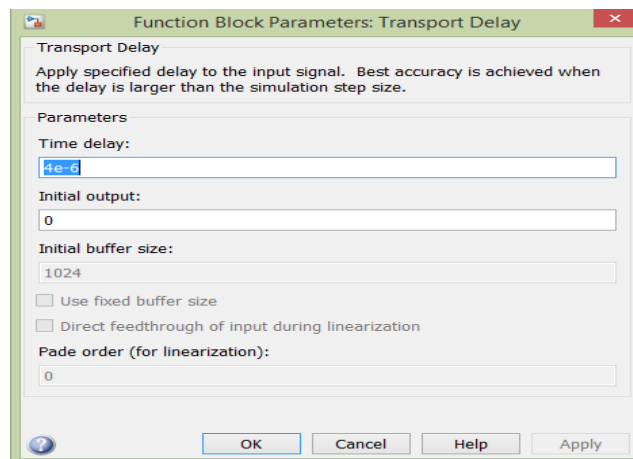 Function Block Parameters: Transport Delay
Transport Delay
Apply specified delay to the input signal.  Best accuracy is achieved when
the delay is larger than the simulation step size.
Parameters
Time delay:
4e-6
Initial output:
0
Initial buffer size:
1024
Use fixed buffer size
Direct feedthrough of input during linearization
Pade order (for linearization):
0
OK Cancel Help Apply